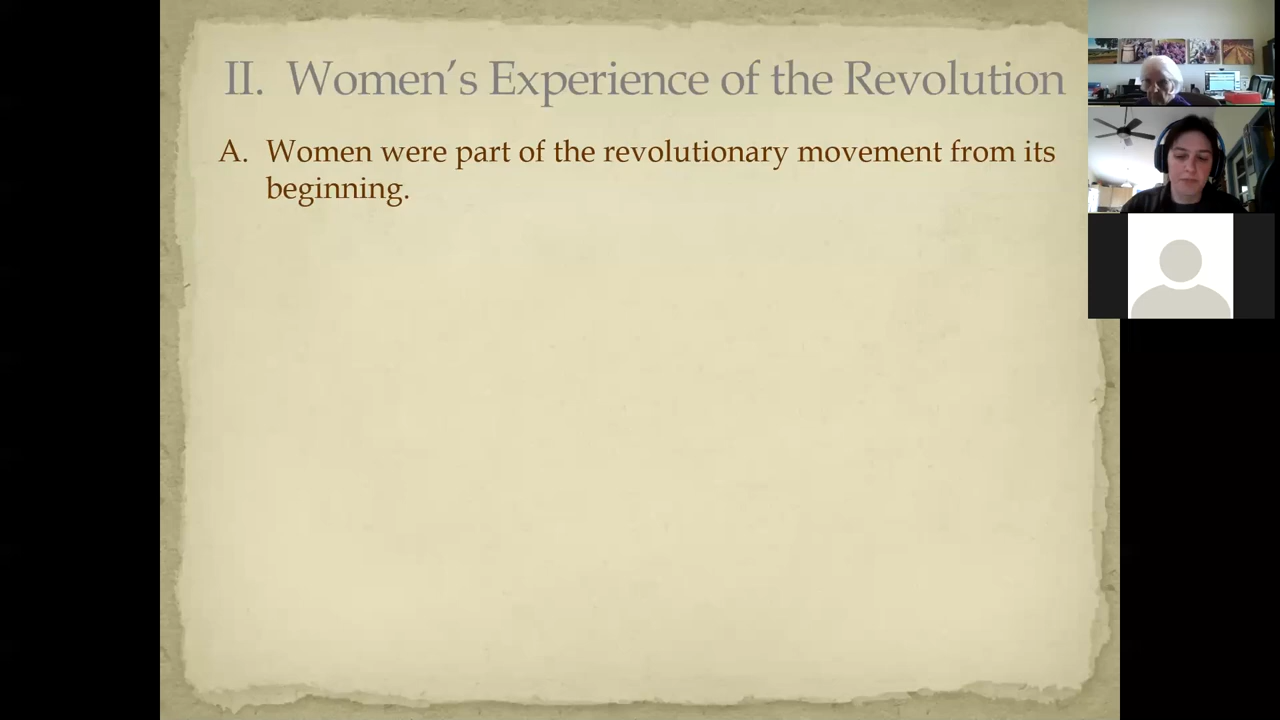 II. Women’s Experience of the Revolution
A. Women were part of the revolutionary movement from its
beginning.